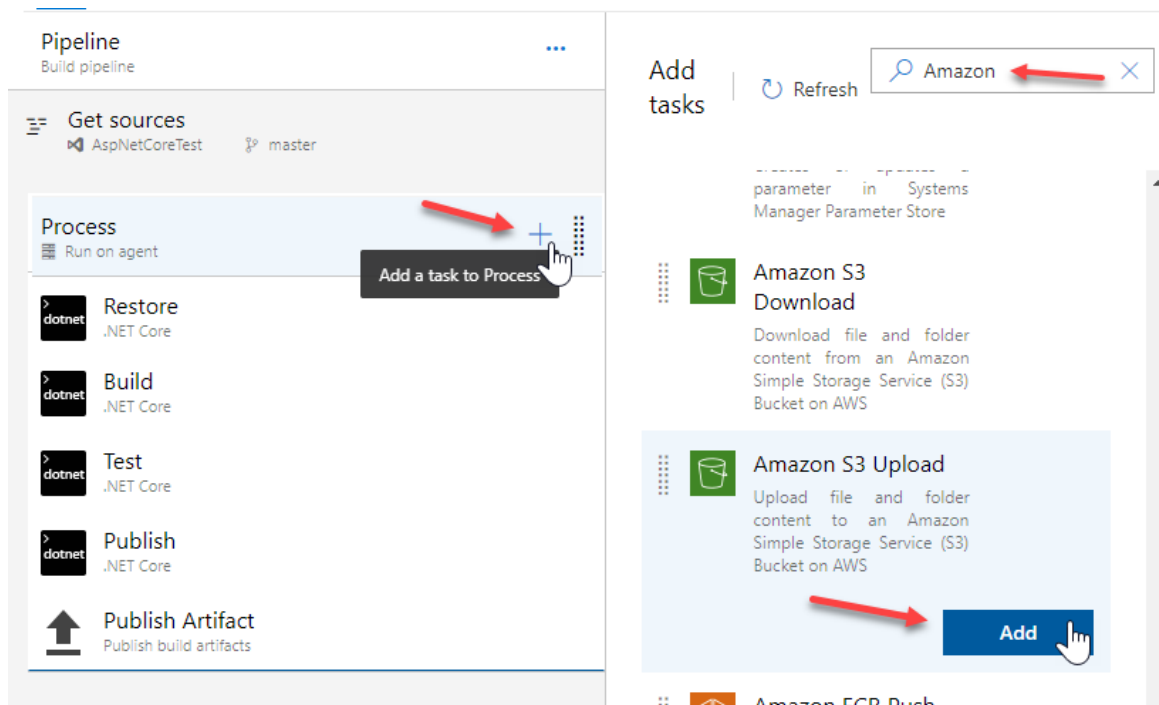 Pipeline
Build pipeline
Get sources
AspNetCoreTest master
Process
Run on agent
Add a task to Process
> dotnet
Restore
.NET Core
> dotnet
Build
.NET Core
> dotnet
Test
.NET Core
> dotnet
Publish
.NET Core
Publish Artifact
Publish build artifacts
Add
tasks
Refresh
Amazon
parameter in Systems
Manager Parameter Store
Amazon S3
Download
Download file and folder
content from an Amazon
Simple Storage Service (S3)
Bucket on AWS
Amazon S3 Upload
Upload file and folder
content to an Amazon
Simple Storage Service (S3)
Bucket on AWS
Add
Amazon ECR Push